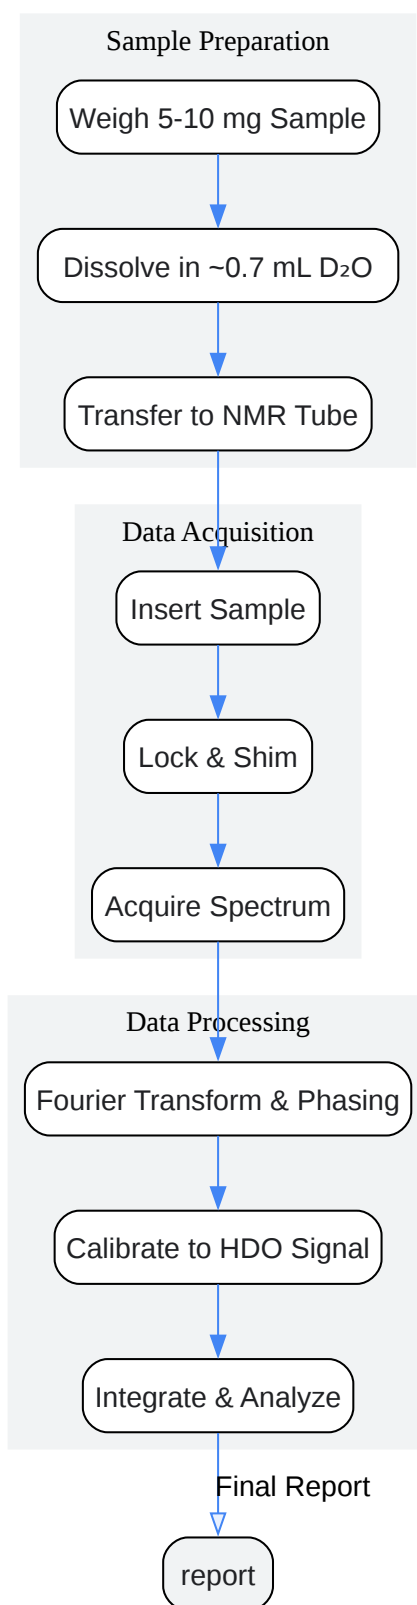 Sample Preparation
Weigh 5-10 mg Sample
Dissolve in ~0.7 mL D₂O
Transfer to NMR Tube
Data Acquisition
Insert Sample
Lock & Shim
Acquire Spectrum
Data Processing
Fourier Transform & Phasing
Calibrate to HDO Signal
Integrate & Analyze
Final Report
report